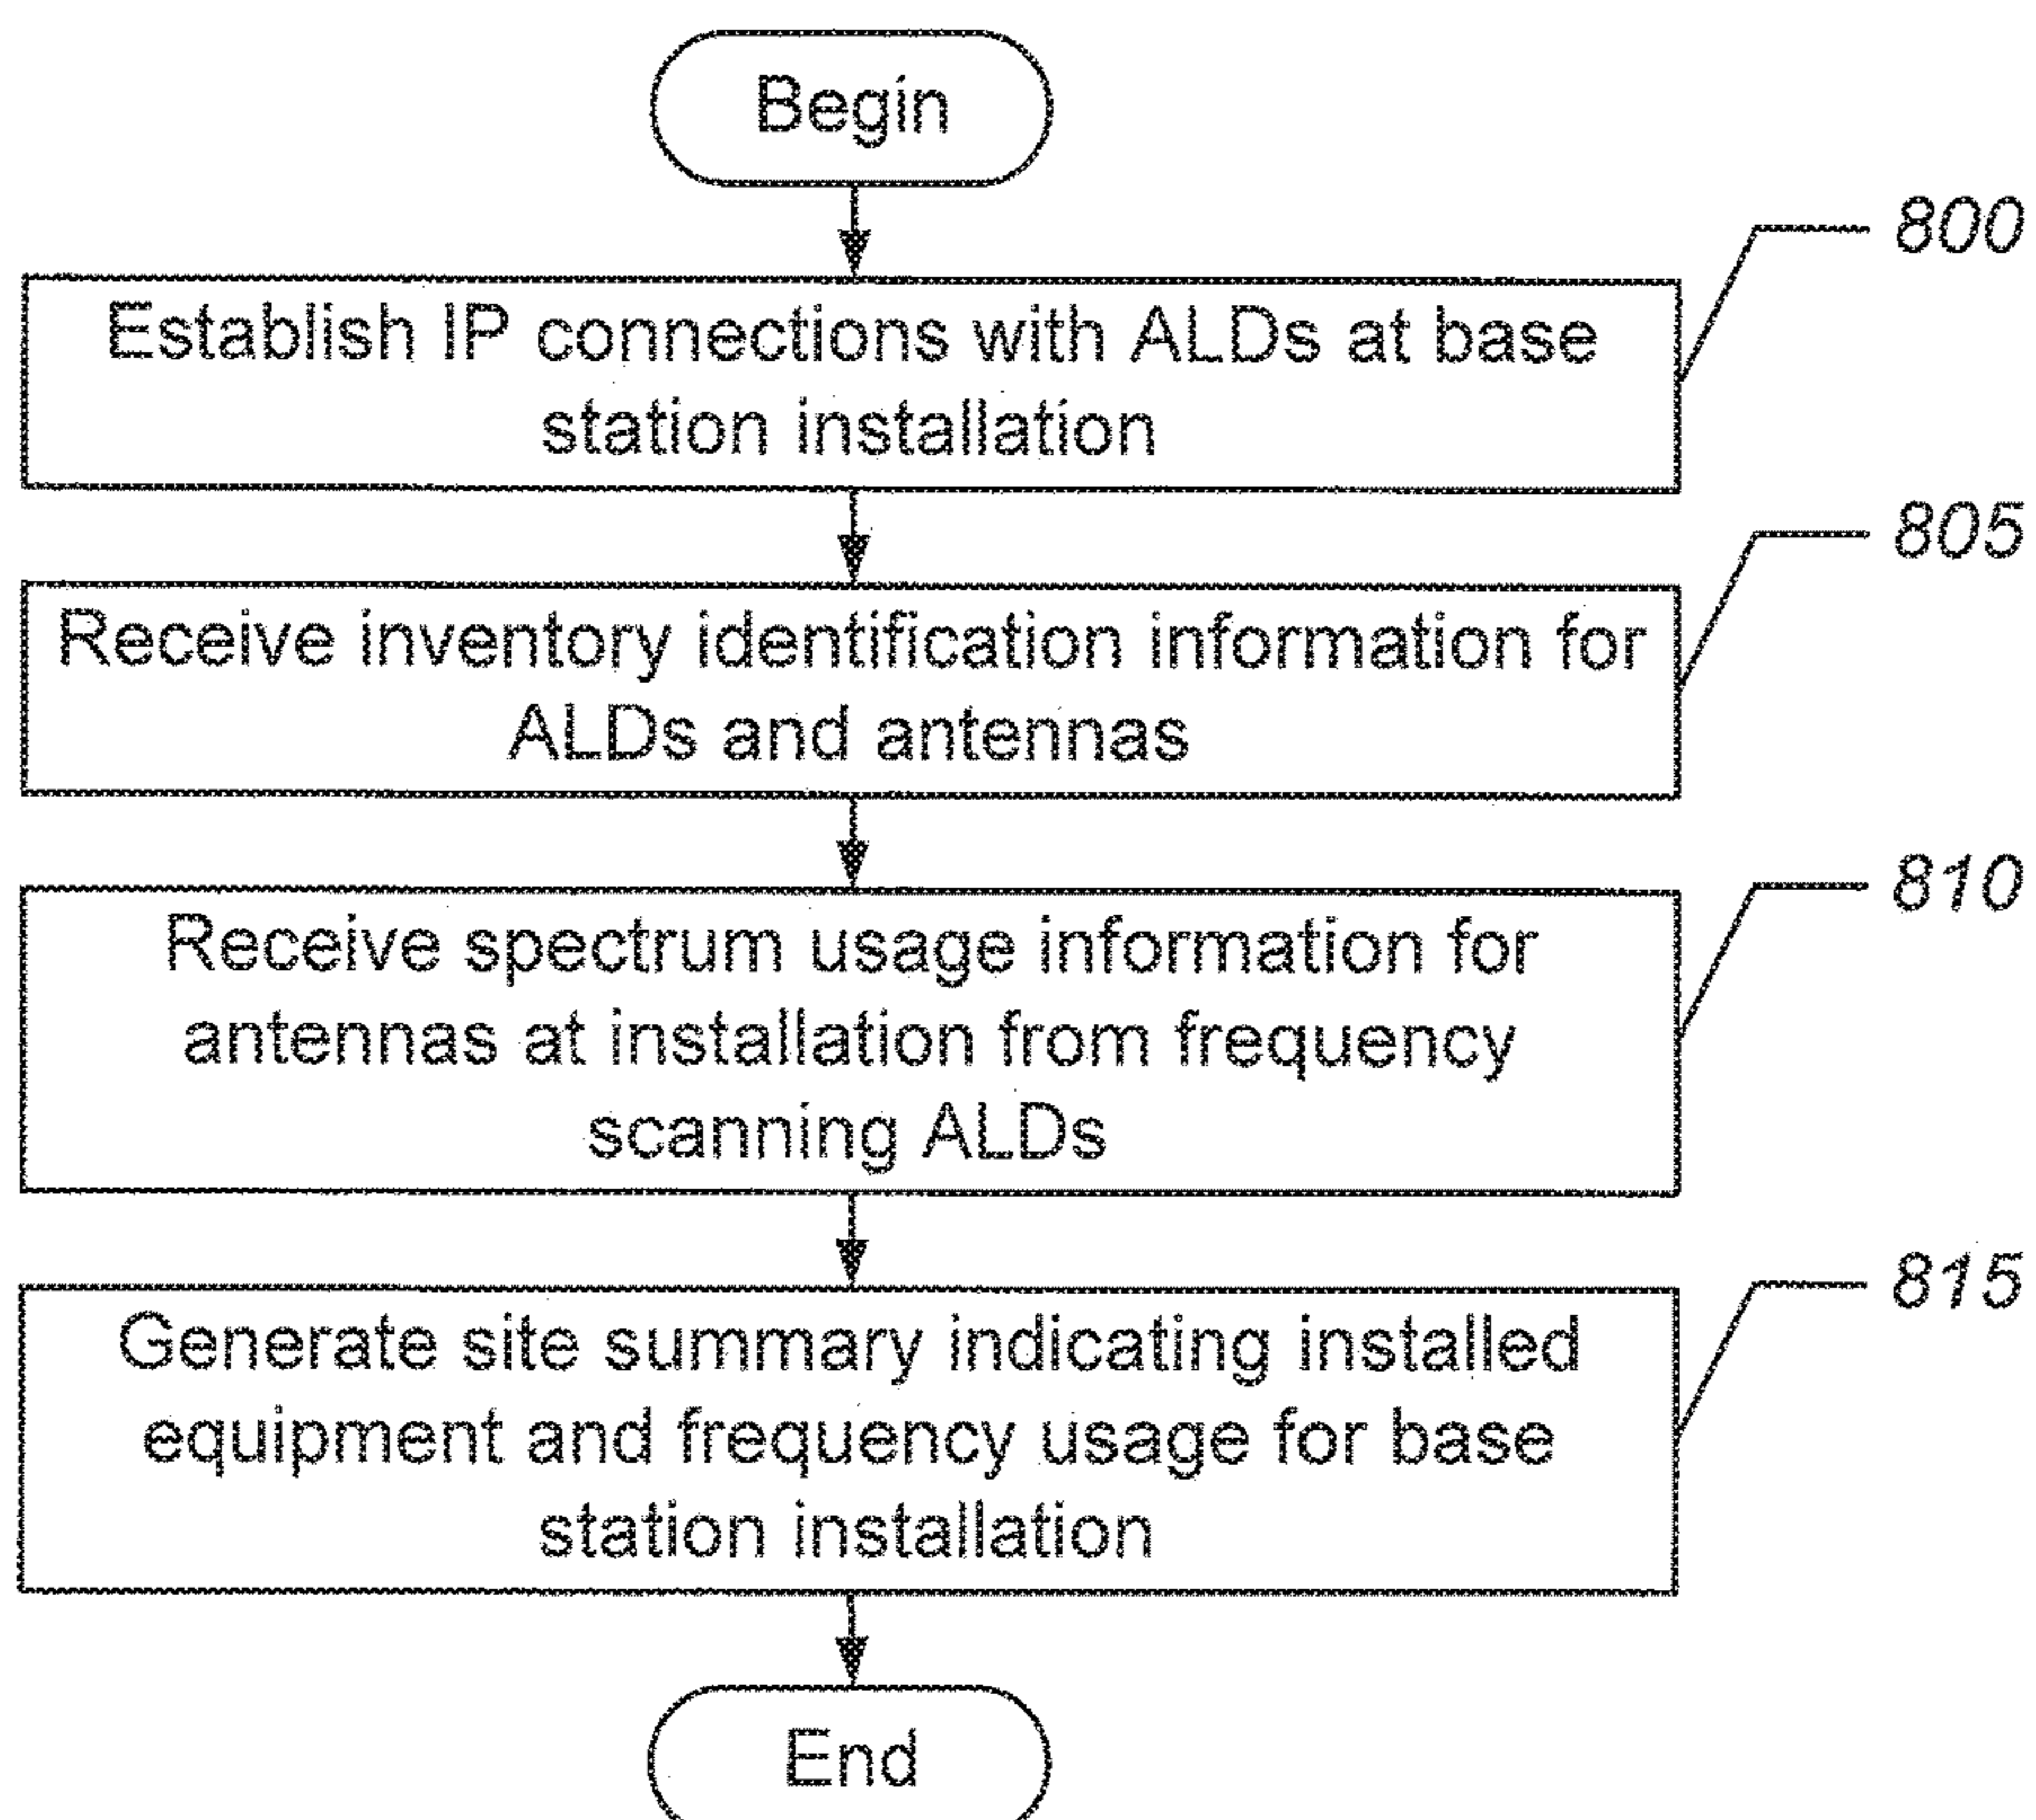 Begin
800
Establish IP connections with ALDs at base
station installation
805
Receive inventory identification information for
ALDs and antennas
810
Receive spectrum usage information for
antennas at installation from frequency
scanning ALDs
815
Generate site summary indicating installed
equipment and frequency usage for base
station installation
End